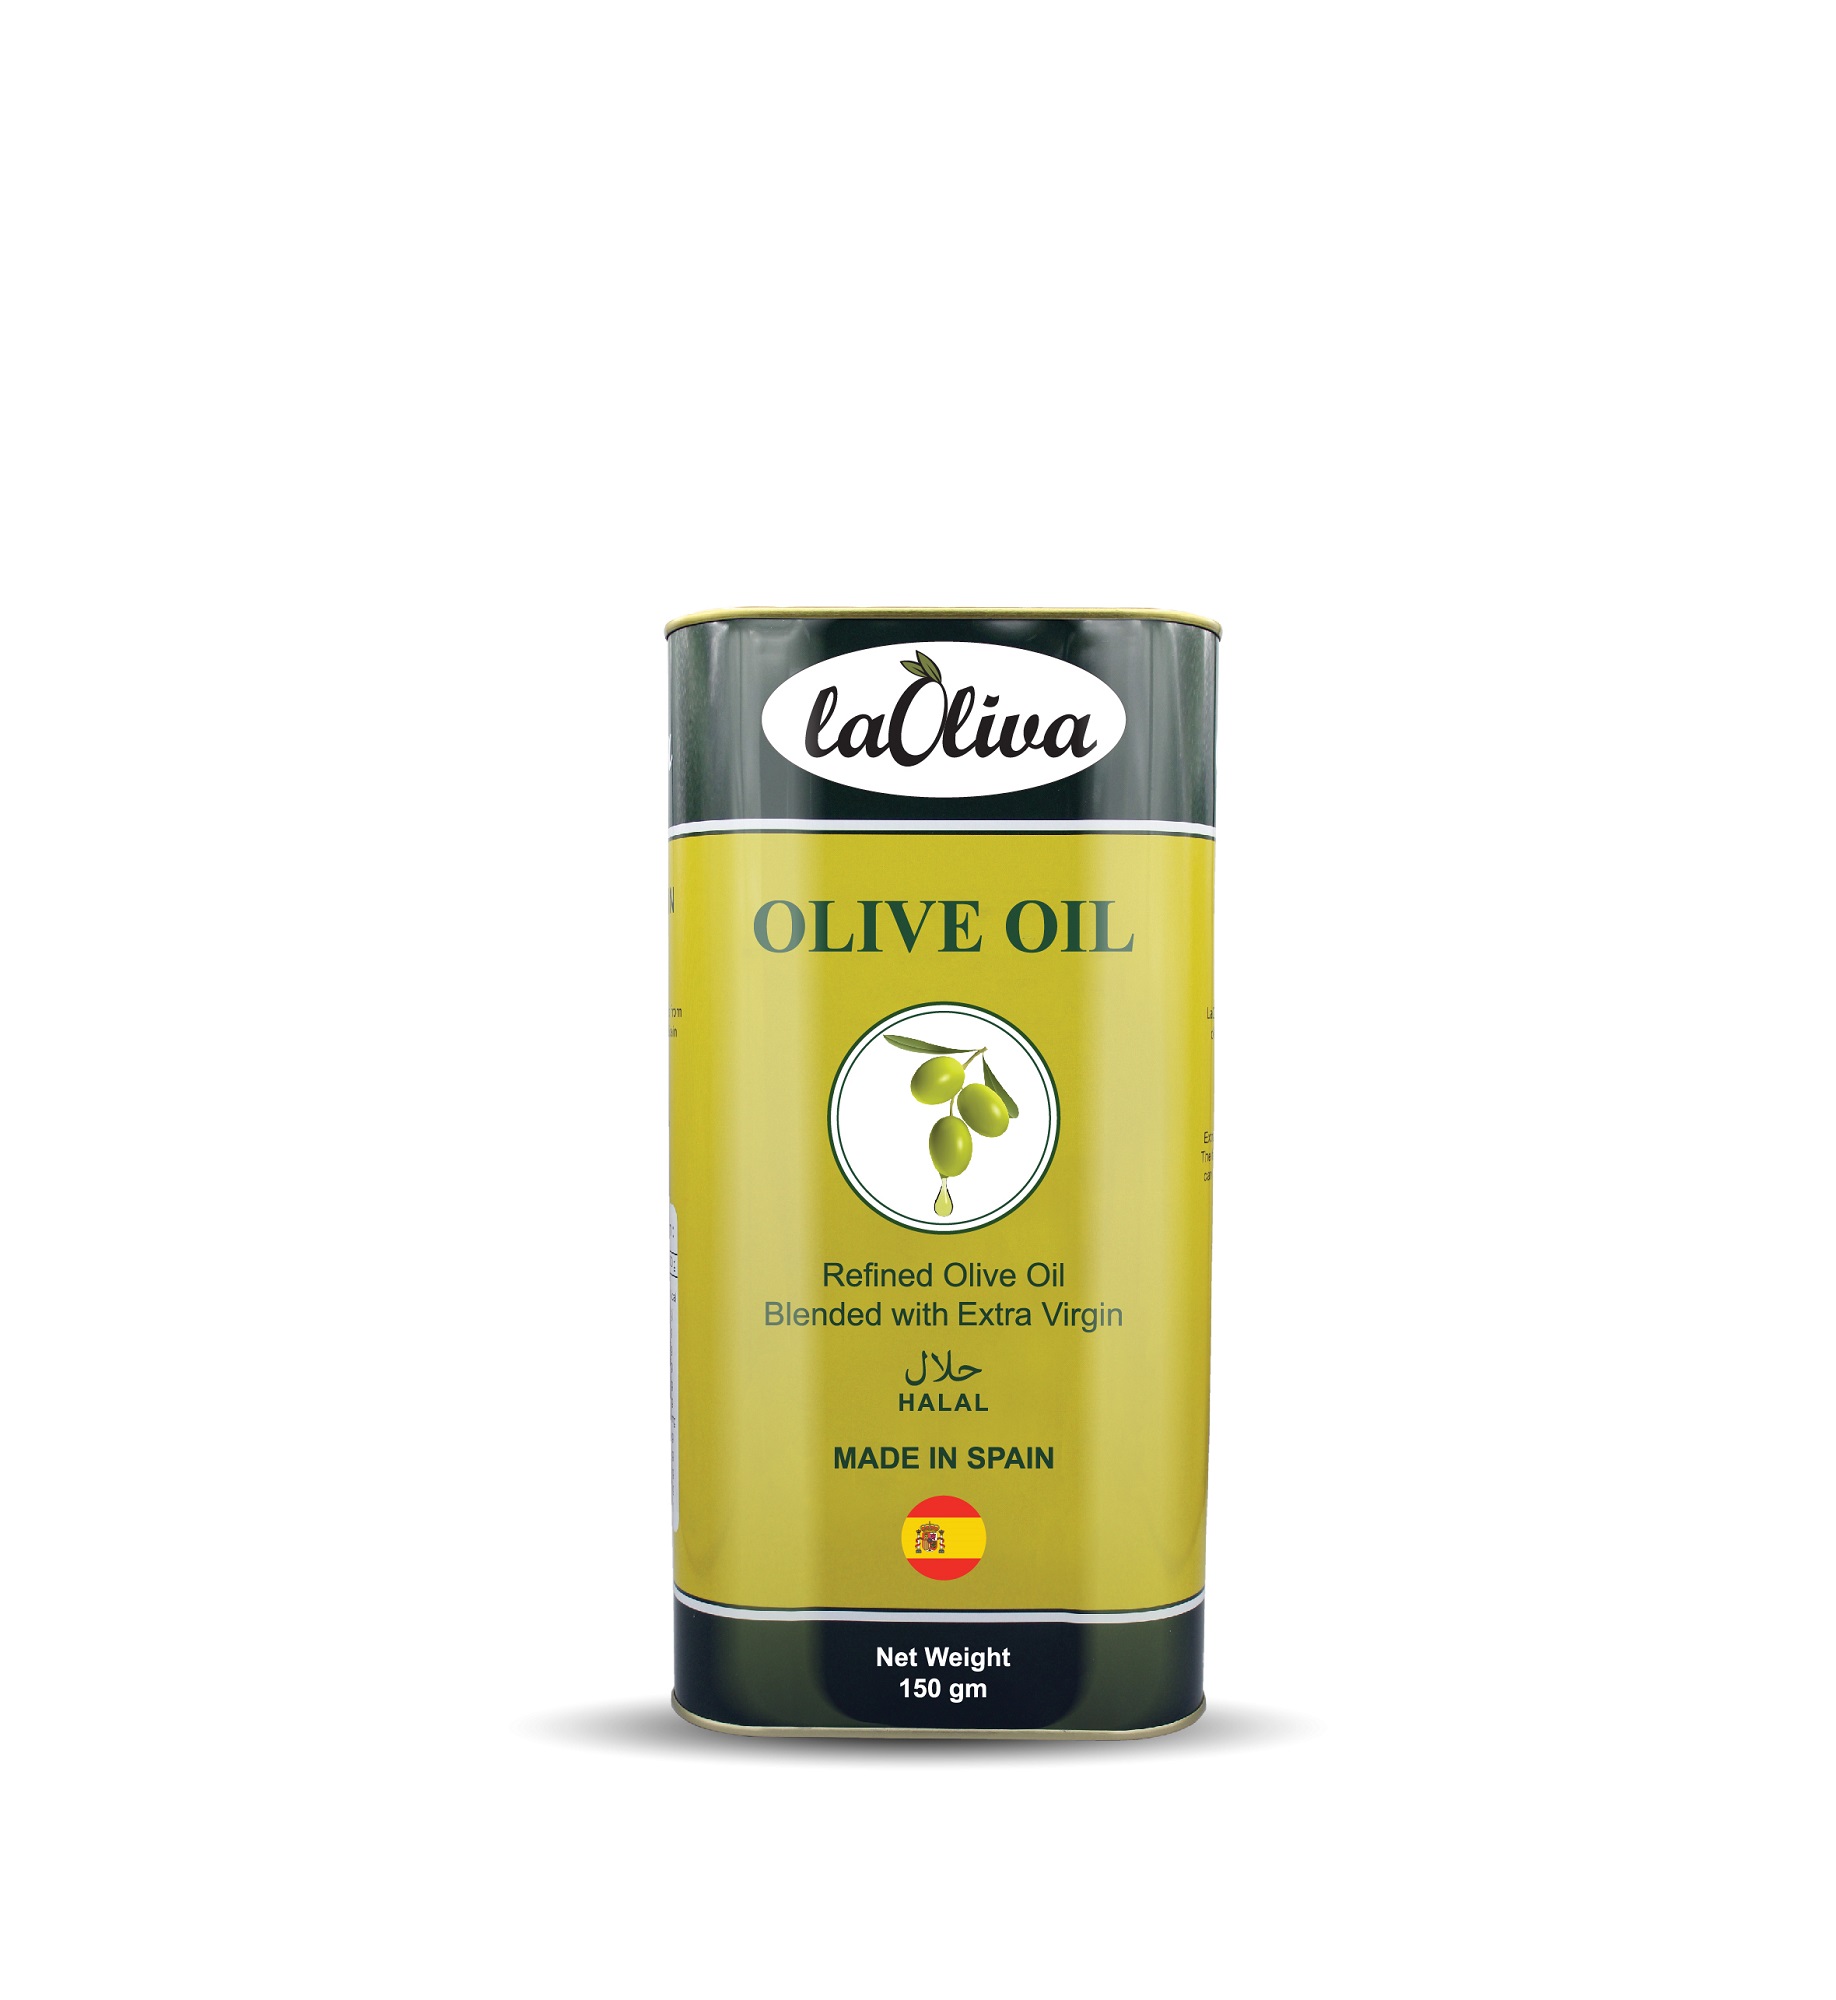 laOliva
OLIVE OIL
Refined Olive Oil
Blended with Extra Virgin
حلال
HALAL
MADE IN SPAIN
Net Weight
150 gm